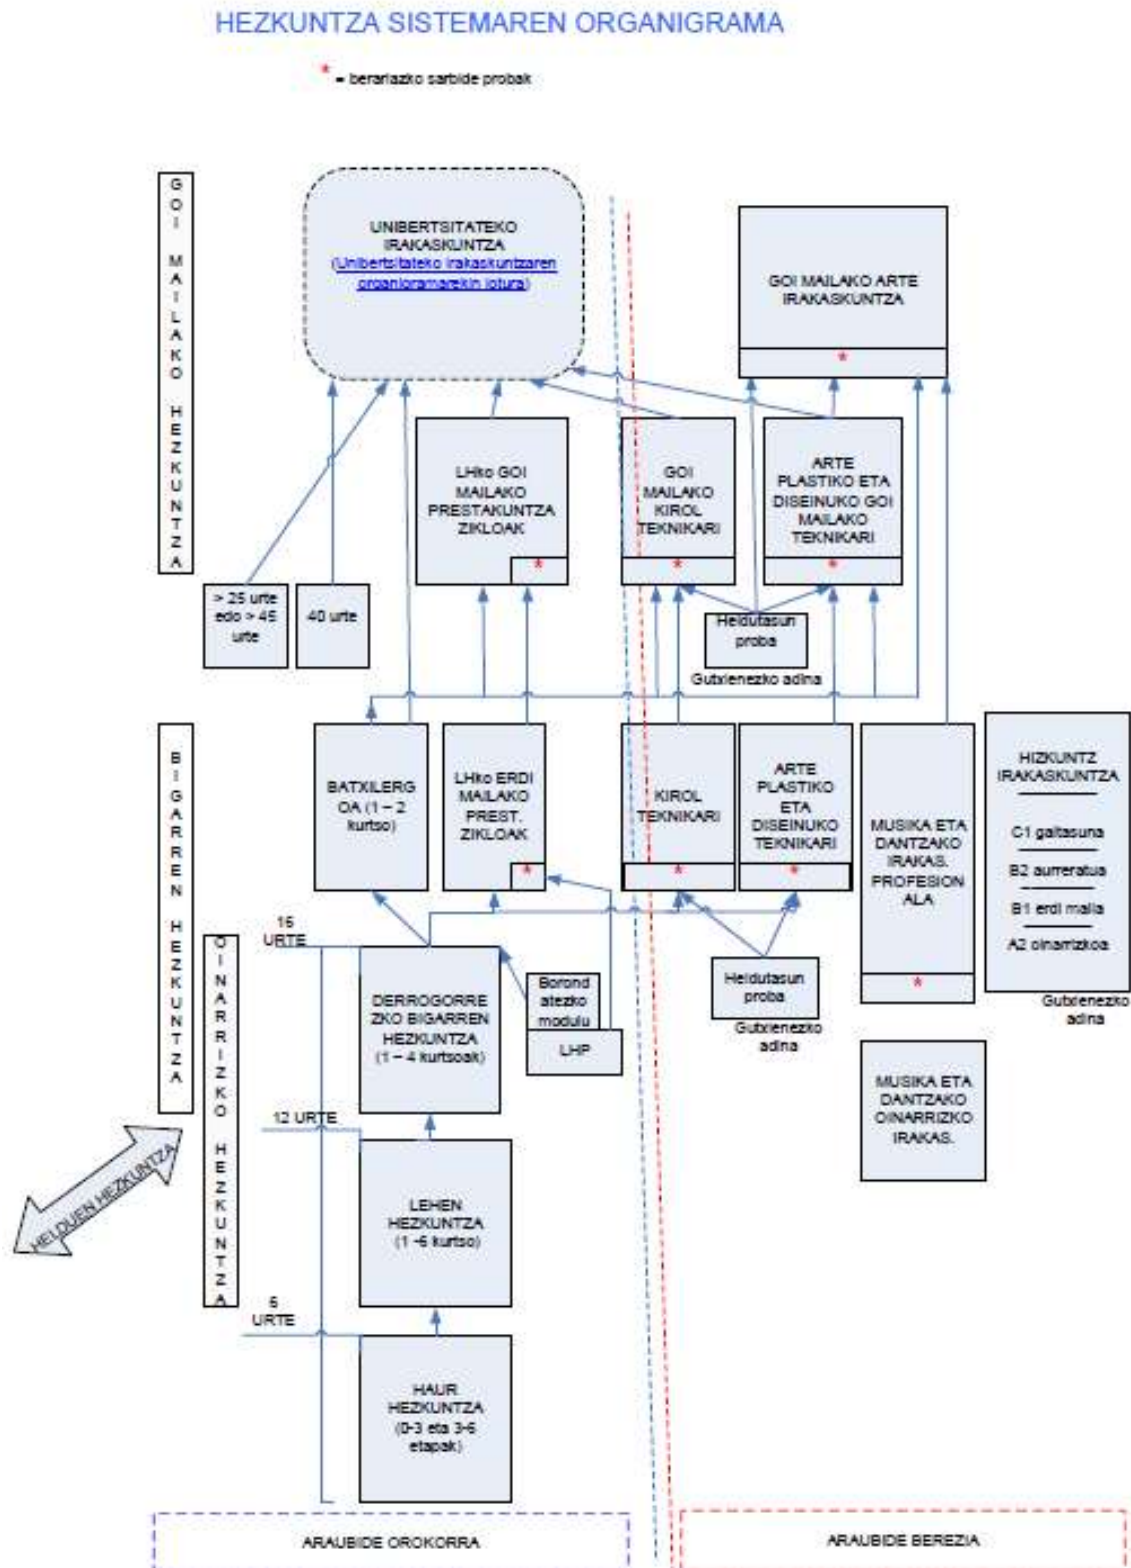 HEZKUNTZA SISTEMAREN ORGANIGRAMA
* = berariazko sarbide probak
GOI MAILAKO HEZKUNTZA
UNIBERTSITATEKO
IRAKASKUNTZA
(Unibertsitateko irakaskuntzaren
organigramarekin lotura)
GOI MAILAKO ARTE
IRAKASKUNTZA
*
LHko GOI
MAILAKO
PRESTAKUNTZA
ZIKLOAK
*
GOI
MAILAKO
KIROL
TEKNIKARI
*
ARTE
PLASTIKO ETA
DISEINUKO GOI
MAILAKO
TEKNIKARI
*
> 25 urte
edo > 45
urte
40 urte
Heldutasun
proba
Gutxienezko adina
BIGARREN HEZKUNTZA
BATXILERG
OA (1 – 2
kurtso)
LHko ERDI
MAILAKO
PREST.
ZIKLOAK
*
KIROL
TEKNIKARI
*
ARTE
PLASTIKO
ETA
DISEINUKO
TEKNIKARI
*
MUSIKA ETA
DANTZAKO
IRAKAS.
PROFESION
ALA
*
HIZKUNTZ
IRAKASKUNTZA
C1 gaitasuna
B2 aurreratua
B1 erdi maila
A2 oinarrizkoa
Gutxienezko
adina
OINARRIZKO HEZKUNTZA
16
URTE
DERROGORRE
ZKO BIGARREN
HEZKUNTZA
(1 – 4 kurtsoak)
Borond
atezko
modulu
LHP
Heldutasun
proba
Gutxienezko
adina
MUSIKA ETA
DANTZAKO
OINARRIZKO
IRAKAS.
12 URTE
HELDUEN HEZKUNTZA
LEHEN
HEZKUNTZA
(1 -6 kurtso)
6
URTE
HAUR
HEZKUNTZA
(0-3 eta 3-6
etapak)
ARAUBIDE OROKORRA
ARAUBIDE BEREZIA